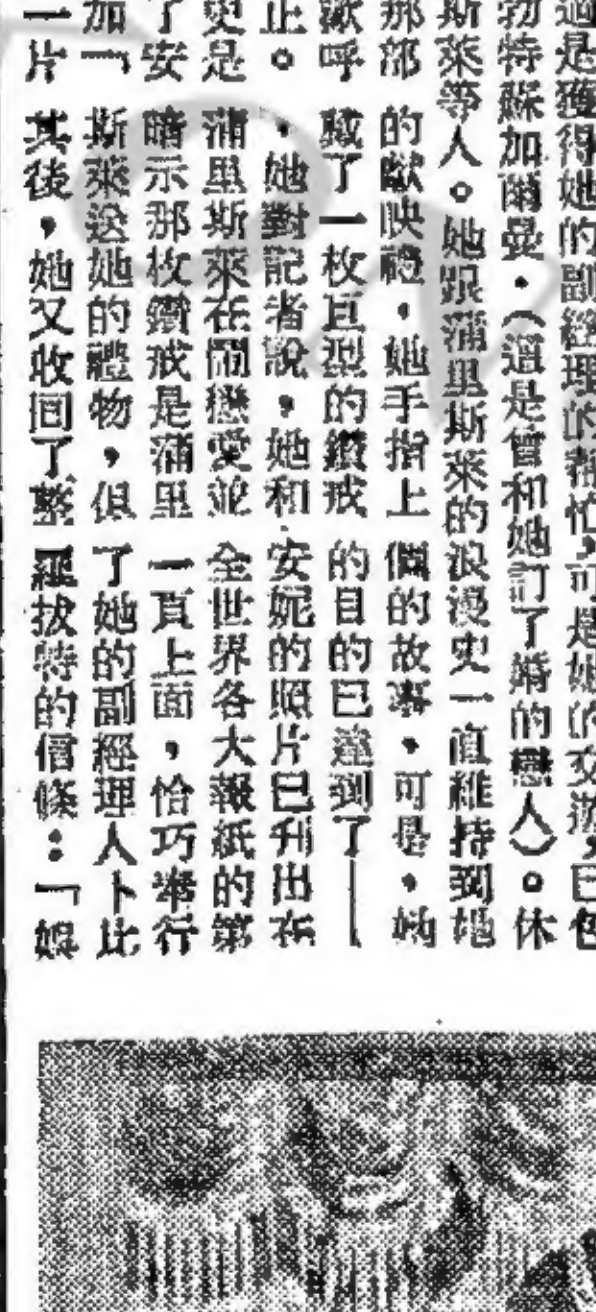 過是獲得她的副經理的幫忙，可是她的交遊，已包
勃特蘇加爾曼，（這是曾和她訂了婚的戀人）。休
斯萊等人。她跟蒲里斯萊的浪漫史一直維持到她
那部
歡呼
止。
更是
了安
加「
一片
的獻映禮，她手指上
戴了一枚巨型的鑽戒
，她對記者說，她和
蒲里斯萊在鬧戀愛並
暗示那枚鑽戒是蒲里
斯萊送她的禮物，但
其後，她又收回了整
個的故事，可是，她
的目的已達到了——
安妮的照片已刊出在
全世界各大報紙的第
一頁上面，恰巧舉行
了她的副經理人卜比
羅拔特的信條：「娛